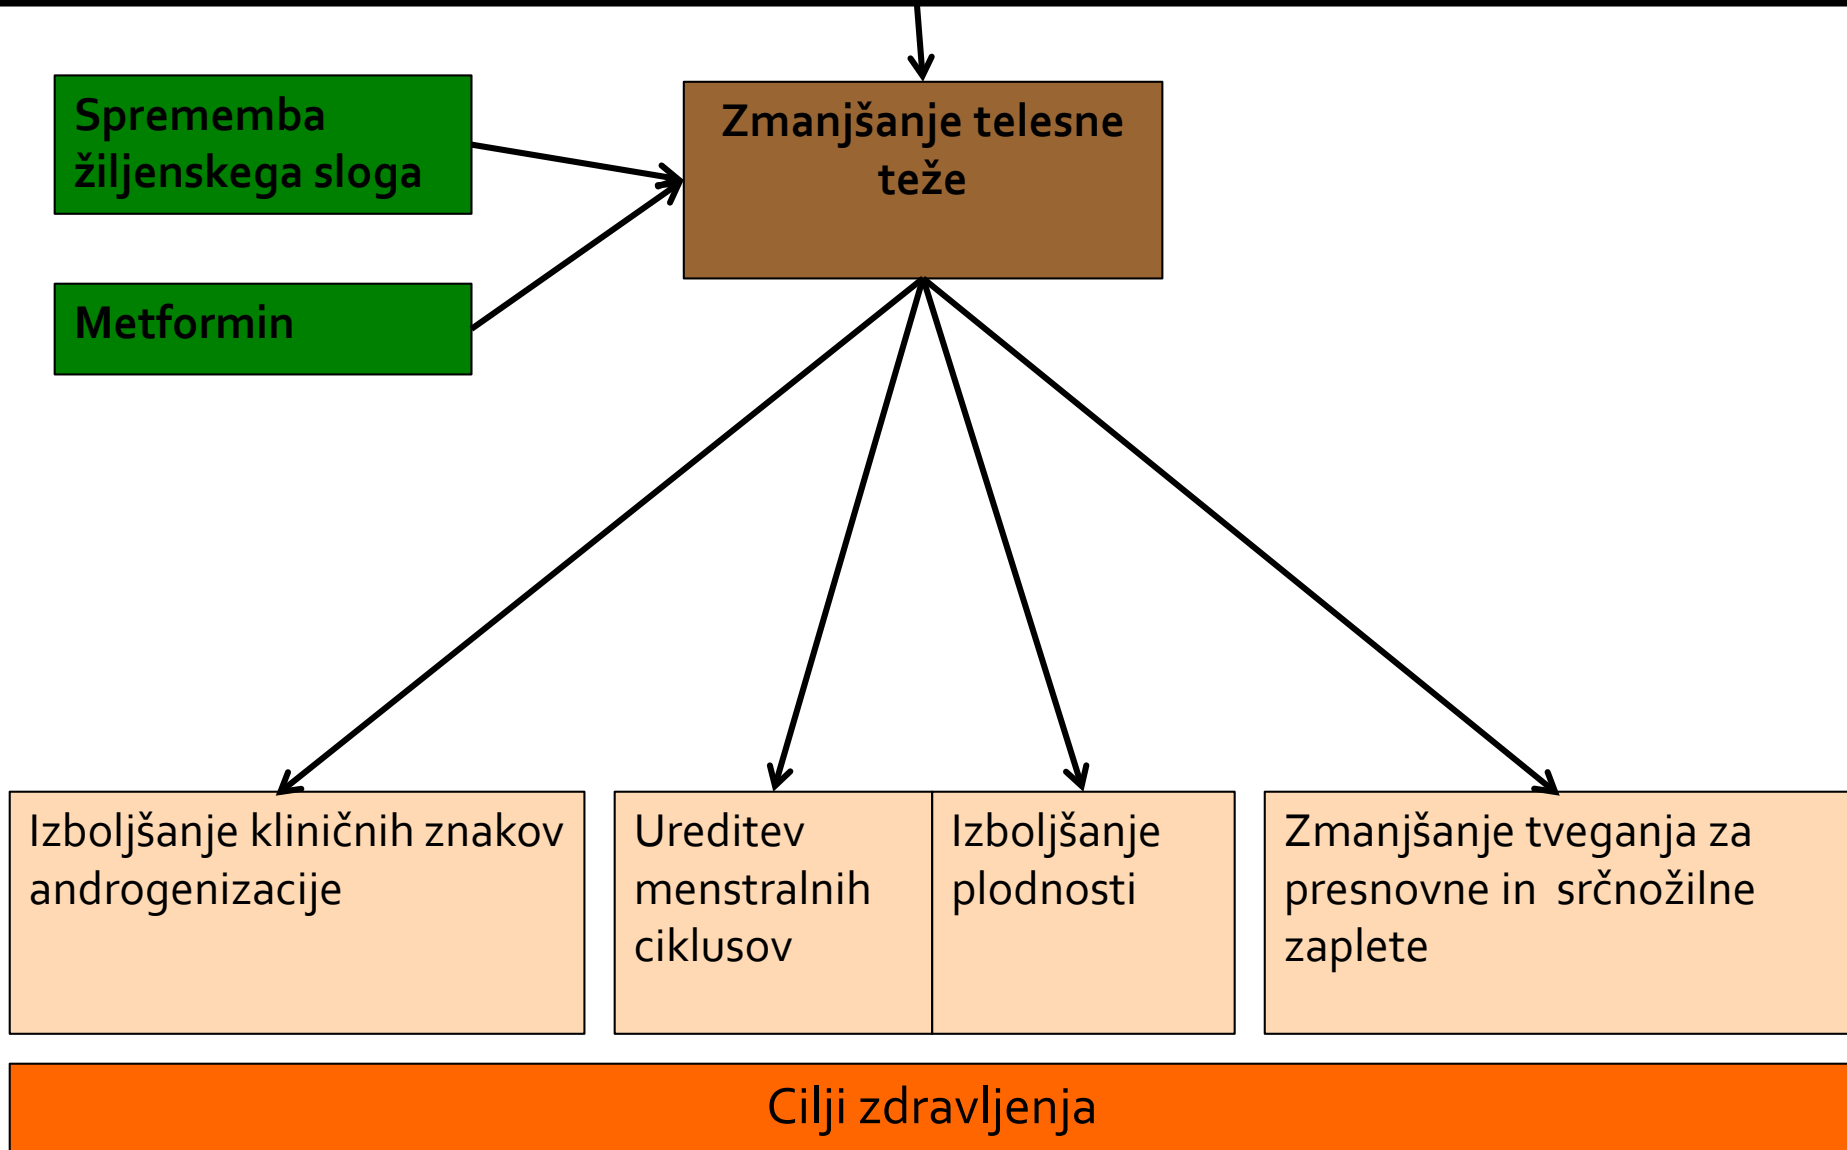 Sprememba
žiljenskega sloga
Zmanjšanje telesne
teže
Metformin
Izboljšanje kliničnih znakov
androgenizacije
Ureditev
menstralnih
ciklusov
Izboljšanje
plodnosti
Zmanjšanje tveganja za
presnovne in  srčnožilne
zaplete
Cilji zdravljenja